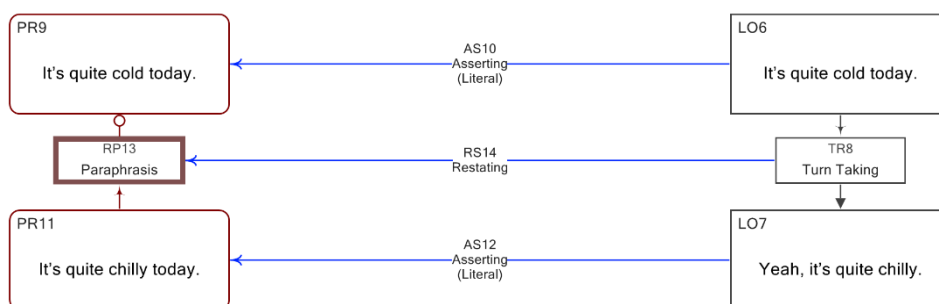 PR9
It's quite cold today.
AS10
Asserting
(Literal)
LO6
It's quite cold today.
RP13
Paraphrasis
RS14
Restating
TR8
Turn Taking
PR11
It's quite chilly today.
AS12
Asserting
(Literal)
LO7
Yeah, it's quite chilly.